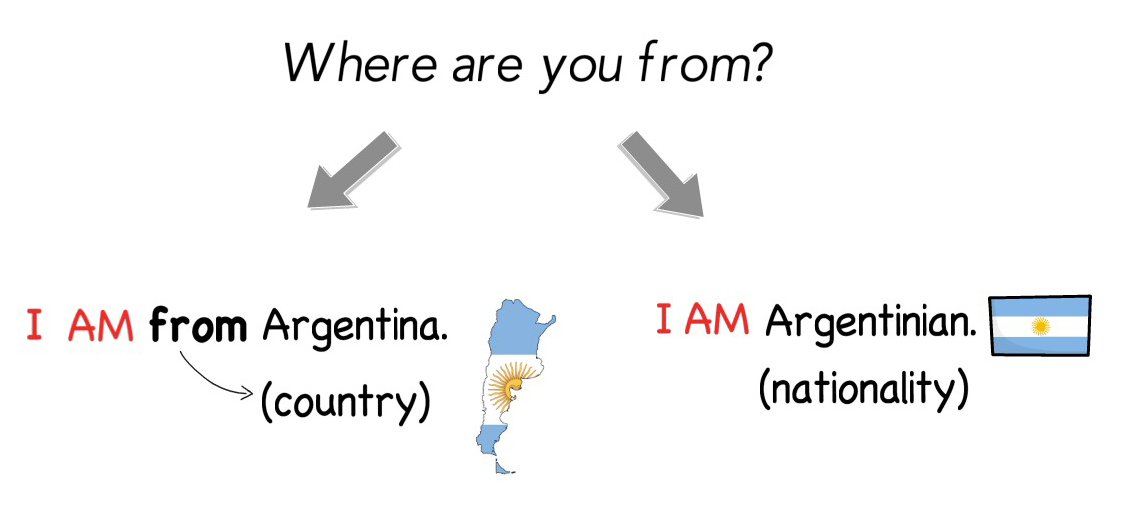 Where are you from?
I AM from Argentina.
(country)
I AM Argentinian.
(nationality)